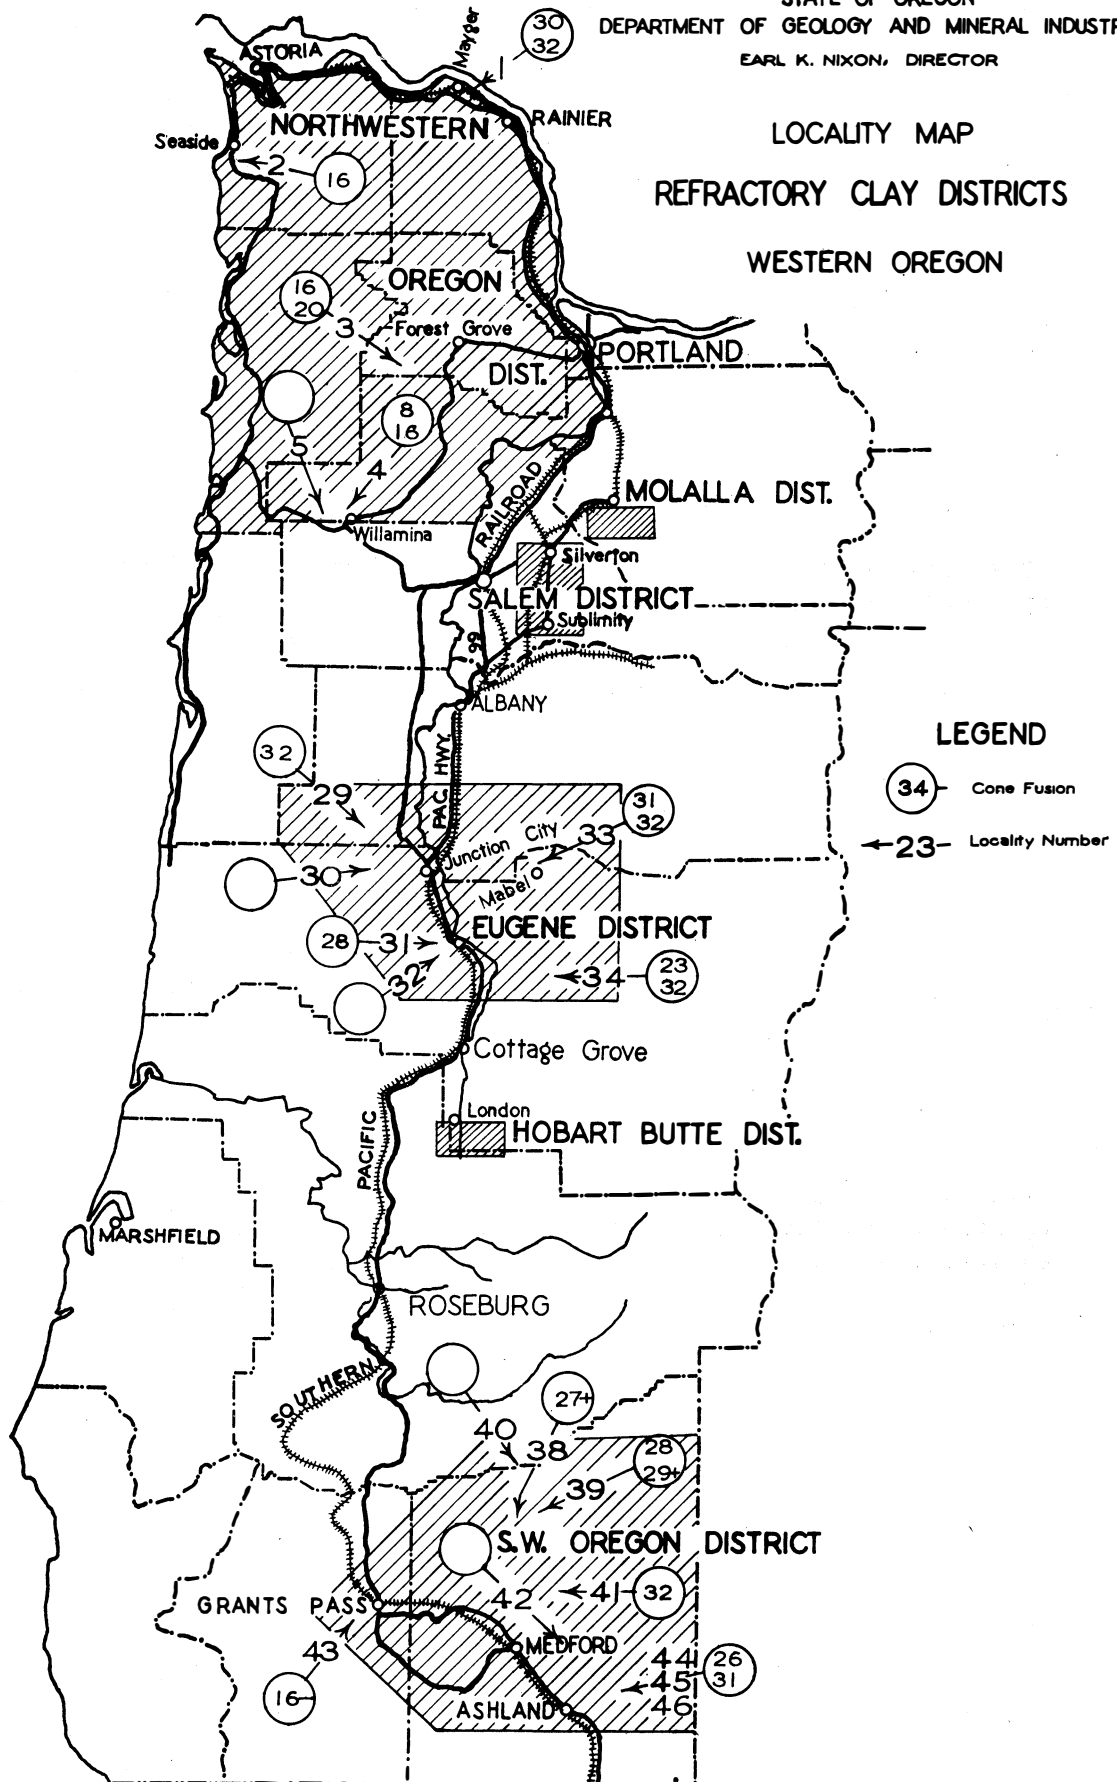 STATE OF OREGON
DEPARTMENT OF GEOLOGY AND MINERAL INDUSTR
EARL K. NIXON, DIRECTOR
LOCALITY MAP
REFRACTORY CLAY DISTRICTS
WESTERN OREGON
30
32
1
Mayger
ASTORIA
RAINIER
NORTHWESTERN
Seaside
2
16
OREGON
16
20
3
Forest Grove
PORTLAND
DIST.
8
16
5
4
RAILROAD
MOLALLA DIST.
Willamina
Silverton
SALEM DISTRICT
Sublimity
99
ALBANY
LEGEND
34
Cone Fusion
23
Locality Number
32
29
PAC. HWY.
31
32
33
Junction City
30
Mabel
EUGENE DISTRICT
28
31
32
34
23
32
Cottage Grove
London
HOBART BUTTE DIST.
PACIFIC
MARSHFIELD
ROSEBURG
SOUTHERN
27+
40
38
28
29+
39
S.W. OREGON DISTRICT
42
41
32
GRANTS PASS
43
MEDFORD
44
45
46
26
31
16-
ASHLAND